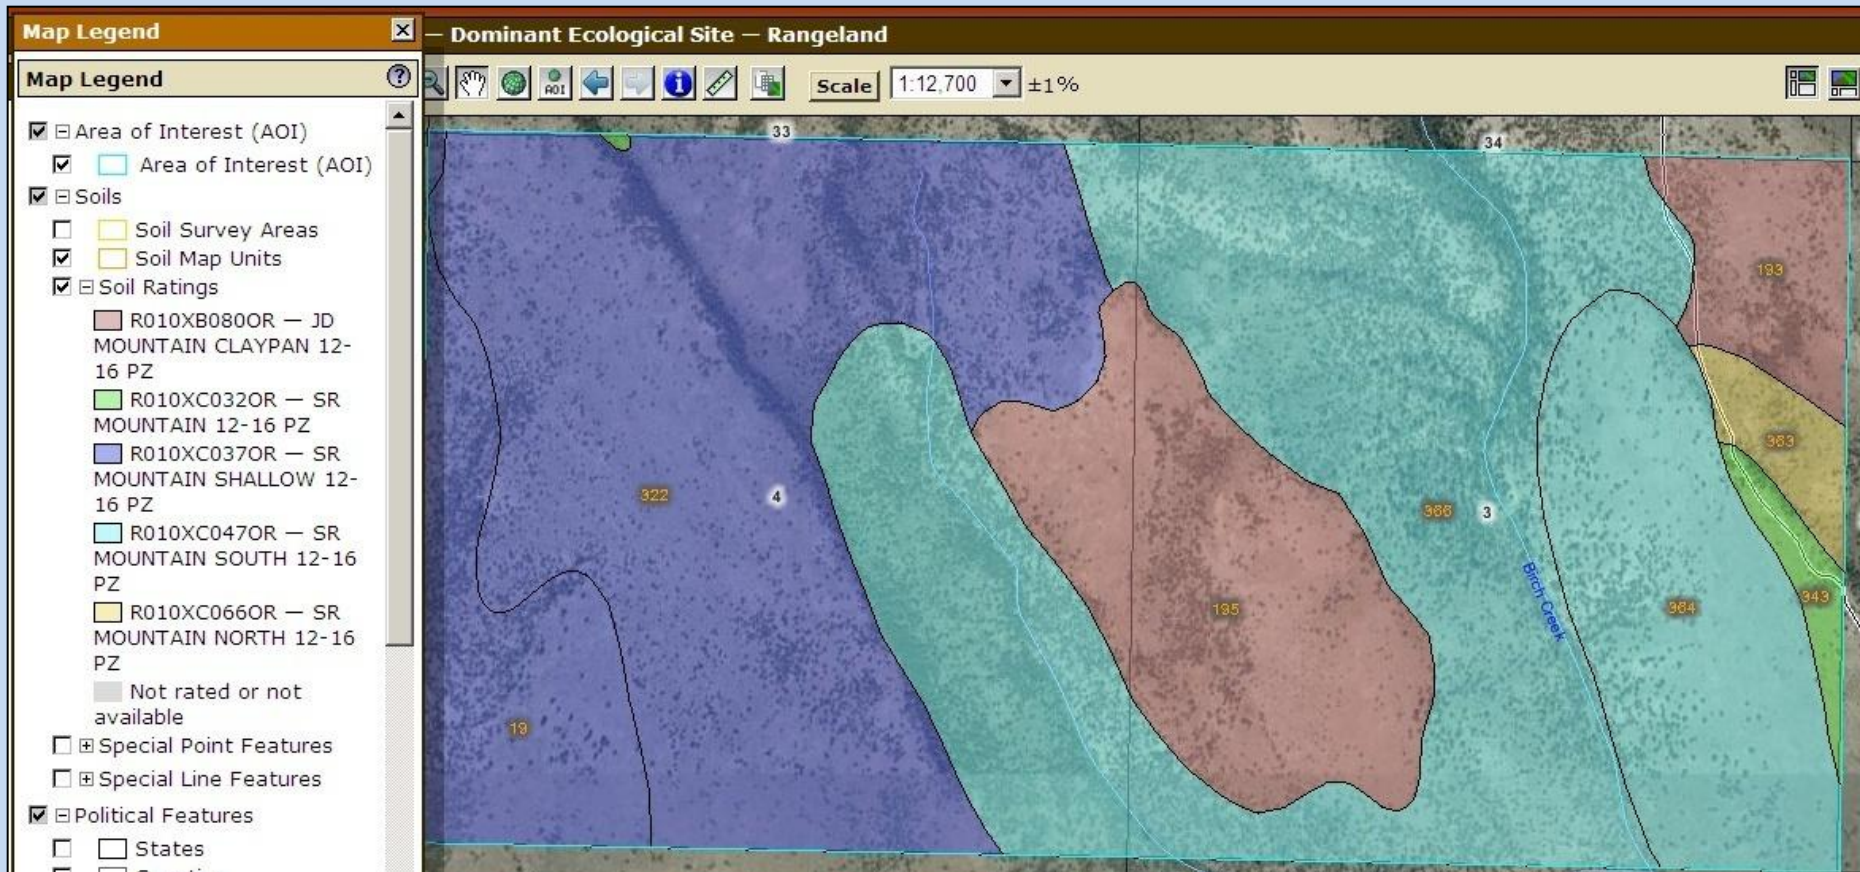 Map Legend
— Dominant Ecological Site — Rangeland
Map Legend
?
AOI
Scale
1:12,700
±1%
Area of Interest (AOI)
Area of Interest (AOI)
Soils
Soil Survey Areas
Soil Map Units
Soil Ratings
R010XB080OR — JD
MOUNTAIN CLAYPAN 12-
16 PZ
R010XC032OR — SR
MOUNTAIN 12-16 PZ
R010XC037OR — SR
MOUNTAIN SHALLOW 12-
16 PZ
R010XC047OR — SR
MOUNTAIN SOUTH 12-16
PZ
R010XC066OR — SR
MOUNTAIN NORTH 12-16
PZ
Not rated or not
available
Special Point Features
Special Line Features
Political Features
States
33
34
193
363
322
4
366
3
195
Birch Creek
364
343
19